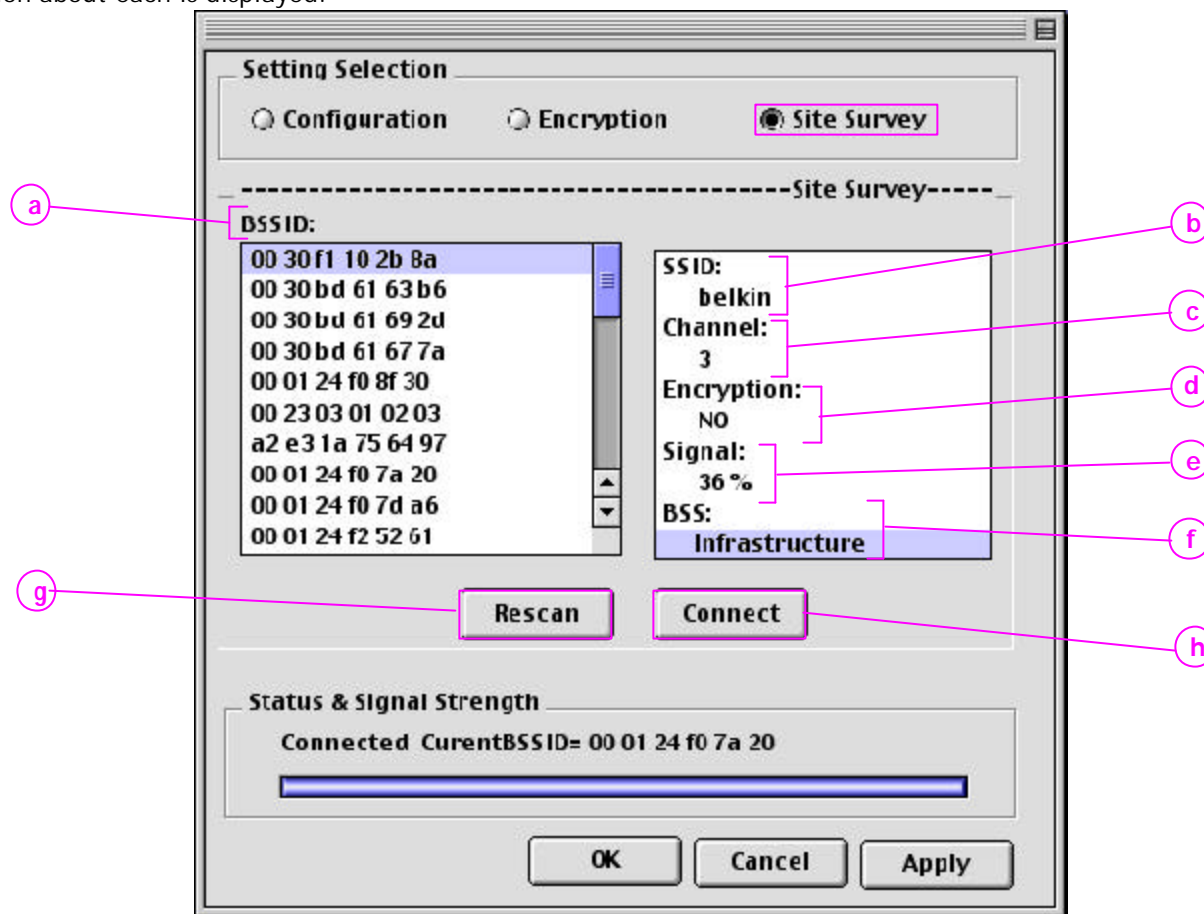 on about each is displayed.
Setting Selection
Configuration Encryption Site Survey
Site Survey
a
BSSID:
b
00 30 f1 10 2b 8a
00 30 bd 61 63 b6
00 30 bd 61 69 2d
00 30 bd 61 67 7a
00 01 24 f0 8f 30
00 23 03 01 02 03
a2 e3 1a 75 64 97
00 01 24 f0 7a 20
00 01 24 f0 7d a6
00 01 24 f2 52 61
SSID:
belkin
Channel:
3
c
Encryption:
NO
d
Signal:
36 %
e
BSS:
Infrastructure
f
g
Rescan Connect
h
Status & Signal Strength
Connected CurentBSSID= 00 01 24 f0 7a 20
OK Cancel Apply